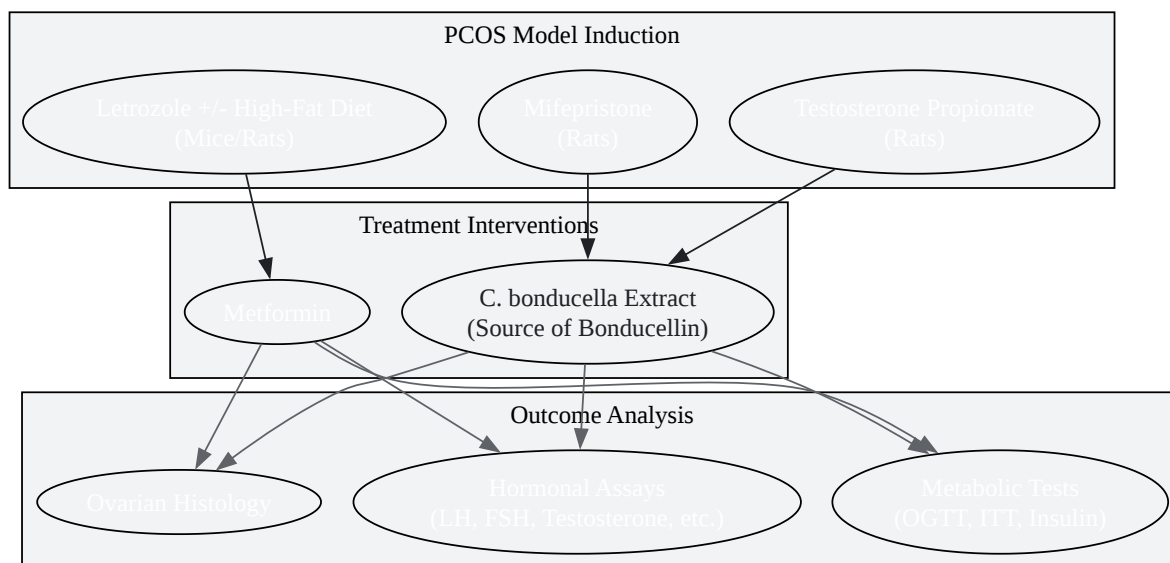 PCOS Model Induction
Letrozole +/- High-Fat Diet
(Mice/Rats)
Mifepristone
(Rats)
Testosterone Propionate
(Rats)
Treatment Interventions
Metformin
C. bonducella Extract
(Source of Bonducellin)
Outcome Analysis
Ovarian Histology
Hormonal Assays
(LH, FSH, Testosterone, etc.)
Metabolic Tests
(OGTT, ITT, Insulin)